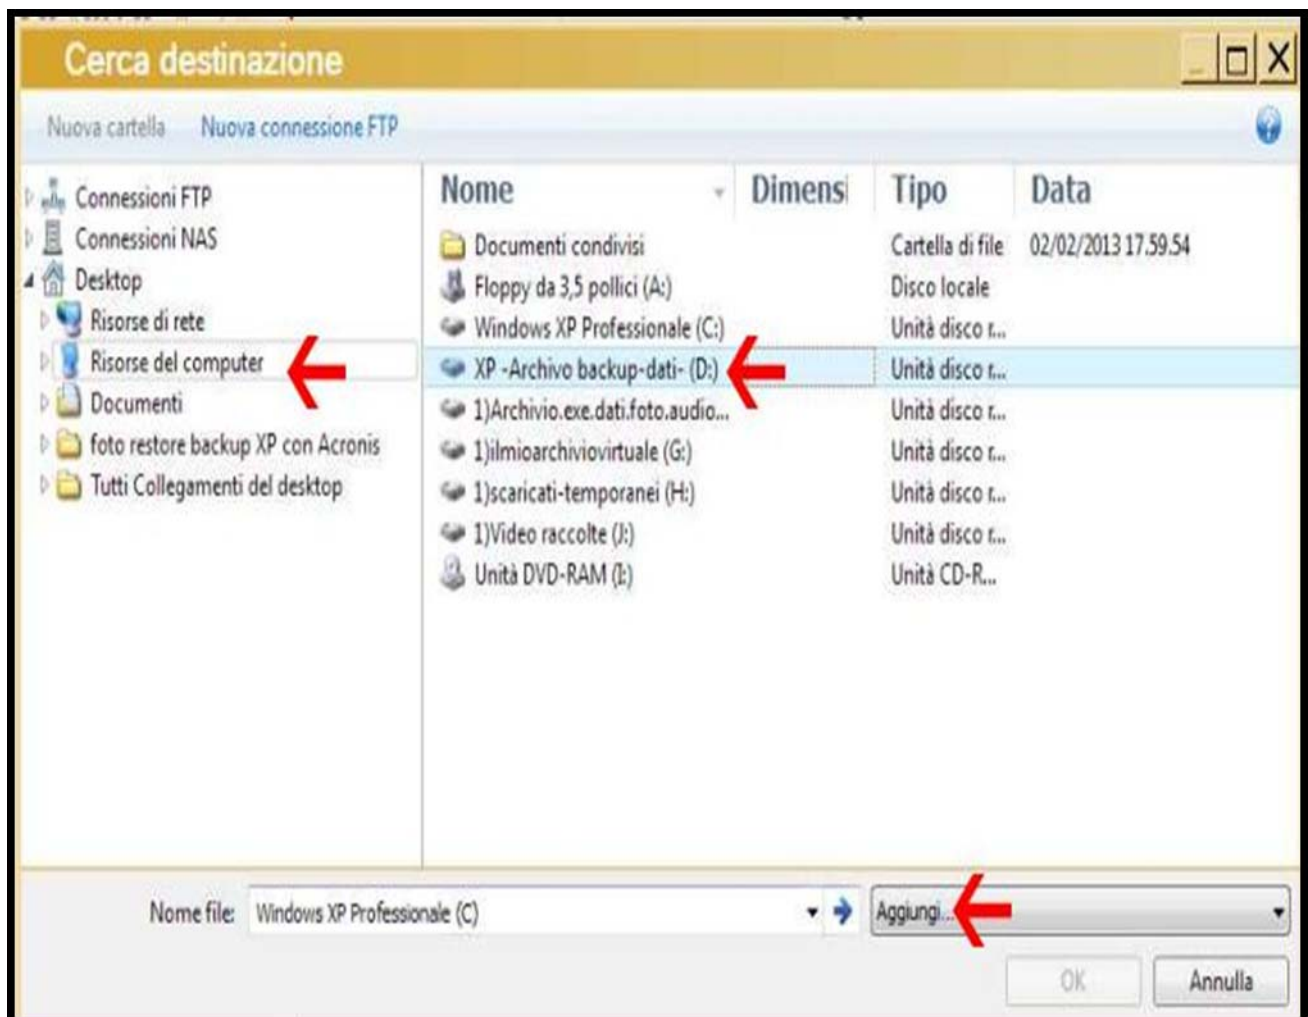 Cerca destinazione
Nuova cartella Nuova connessione FTP
Connessioni FTP
Connessioni NAS
Desktop
Risorse di rete
Risorse del computer
Documenti
foto restore backup XP con Acronis
Tutti Collegamenti del desktop
Nome Dimensi Tipo Data
Documenti condivisi Cartella di file 02/02/2013 17.59.54
Floppy da 3,5 pollici (A:) Disco locale
Windows XP Professionale (C:) Unità disco r...
XP -Archivo backup-dati- (D:) Unità disco r...
1)Archivio.exe.dati.foto.audio... Unità disco r...
1)ilmioarchiviovirtuale (G:) Unità disco r...
1)scaricati-temporanei (H:) Unità disco r...
1)Video raccolte (J:) Unità disco r...
Unità DVD-RAM (I:) Unità CD-R...
Nome file: Windows XP Professionale (C) Aggiungi...
OK Annulla